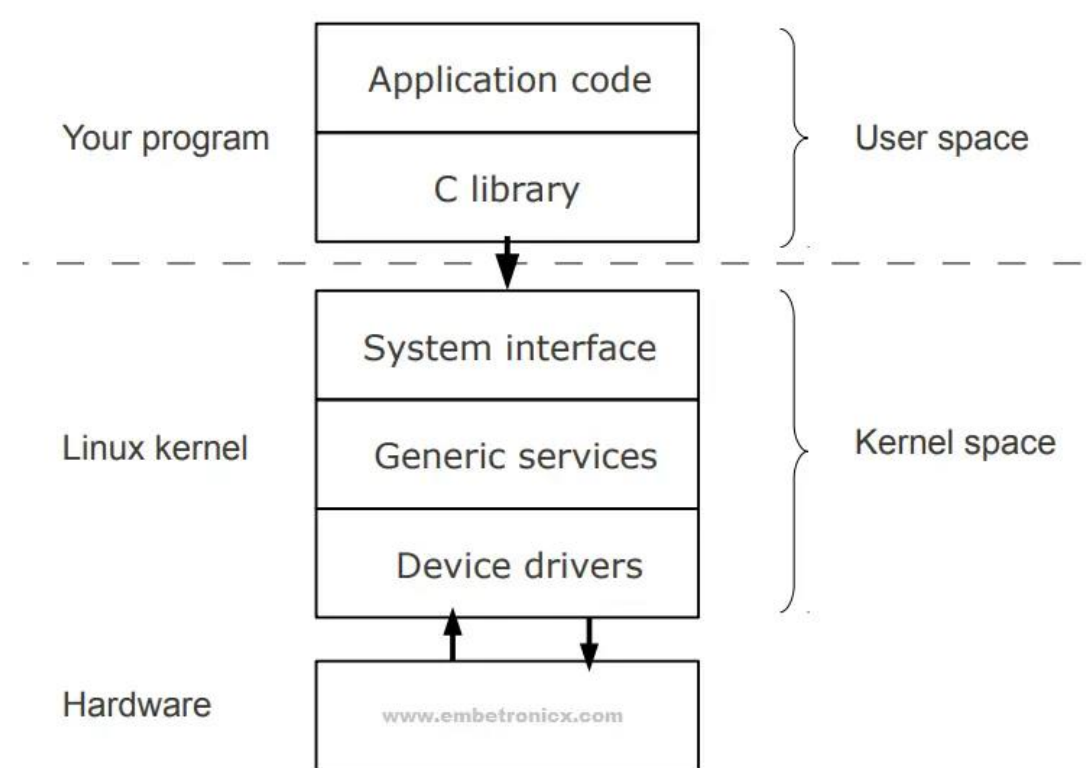 Application code
Your program
User space
C library
System interface
Linux kernel
Generic services
Kernel space
Device drivers
Hardware
www.embetronicx.com